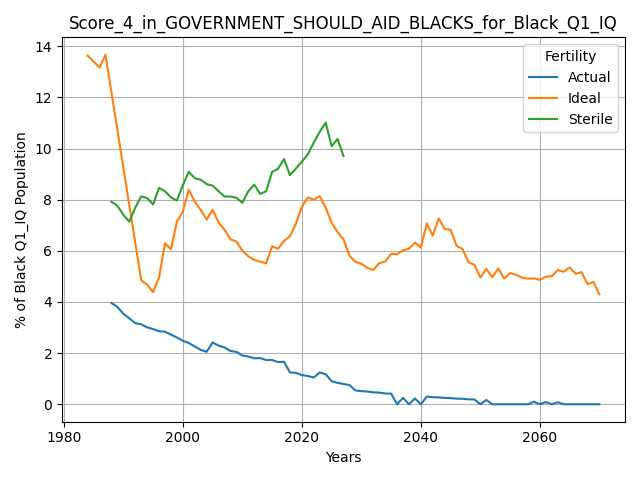 Score_4_in_GOVERNMENT_SHOULD_AID_BLACKS_for_Black_Q1_IQ
% of Black Q1_IQ Population
14
12
10
8
6
4
2
0
Fertility
Actual
Ideal
Sterile
1980
2000
2020
2040
2060
Years